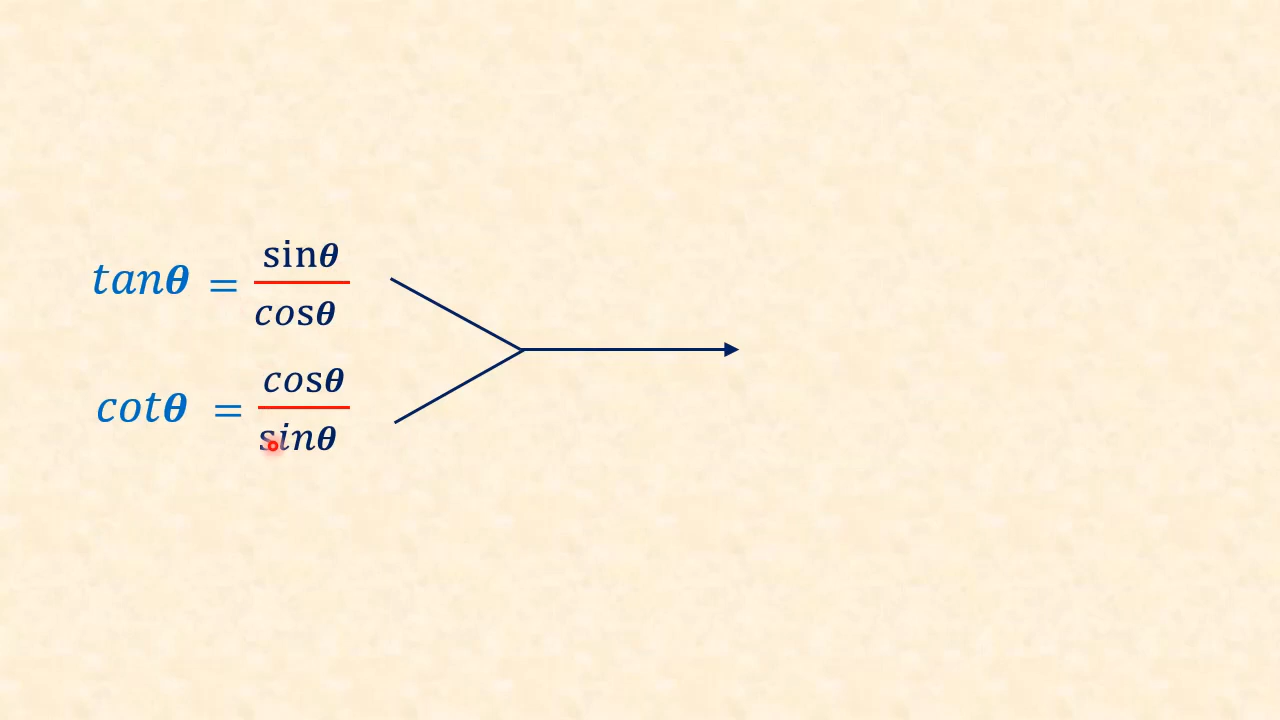 tanθ = sinθ / cosθ
cotθ = cosθ / sinθ